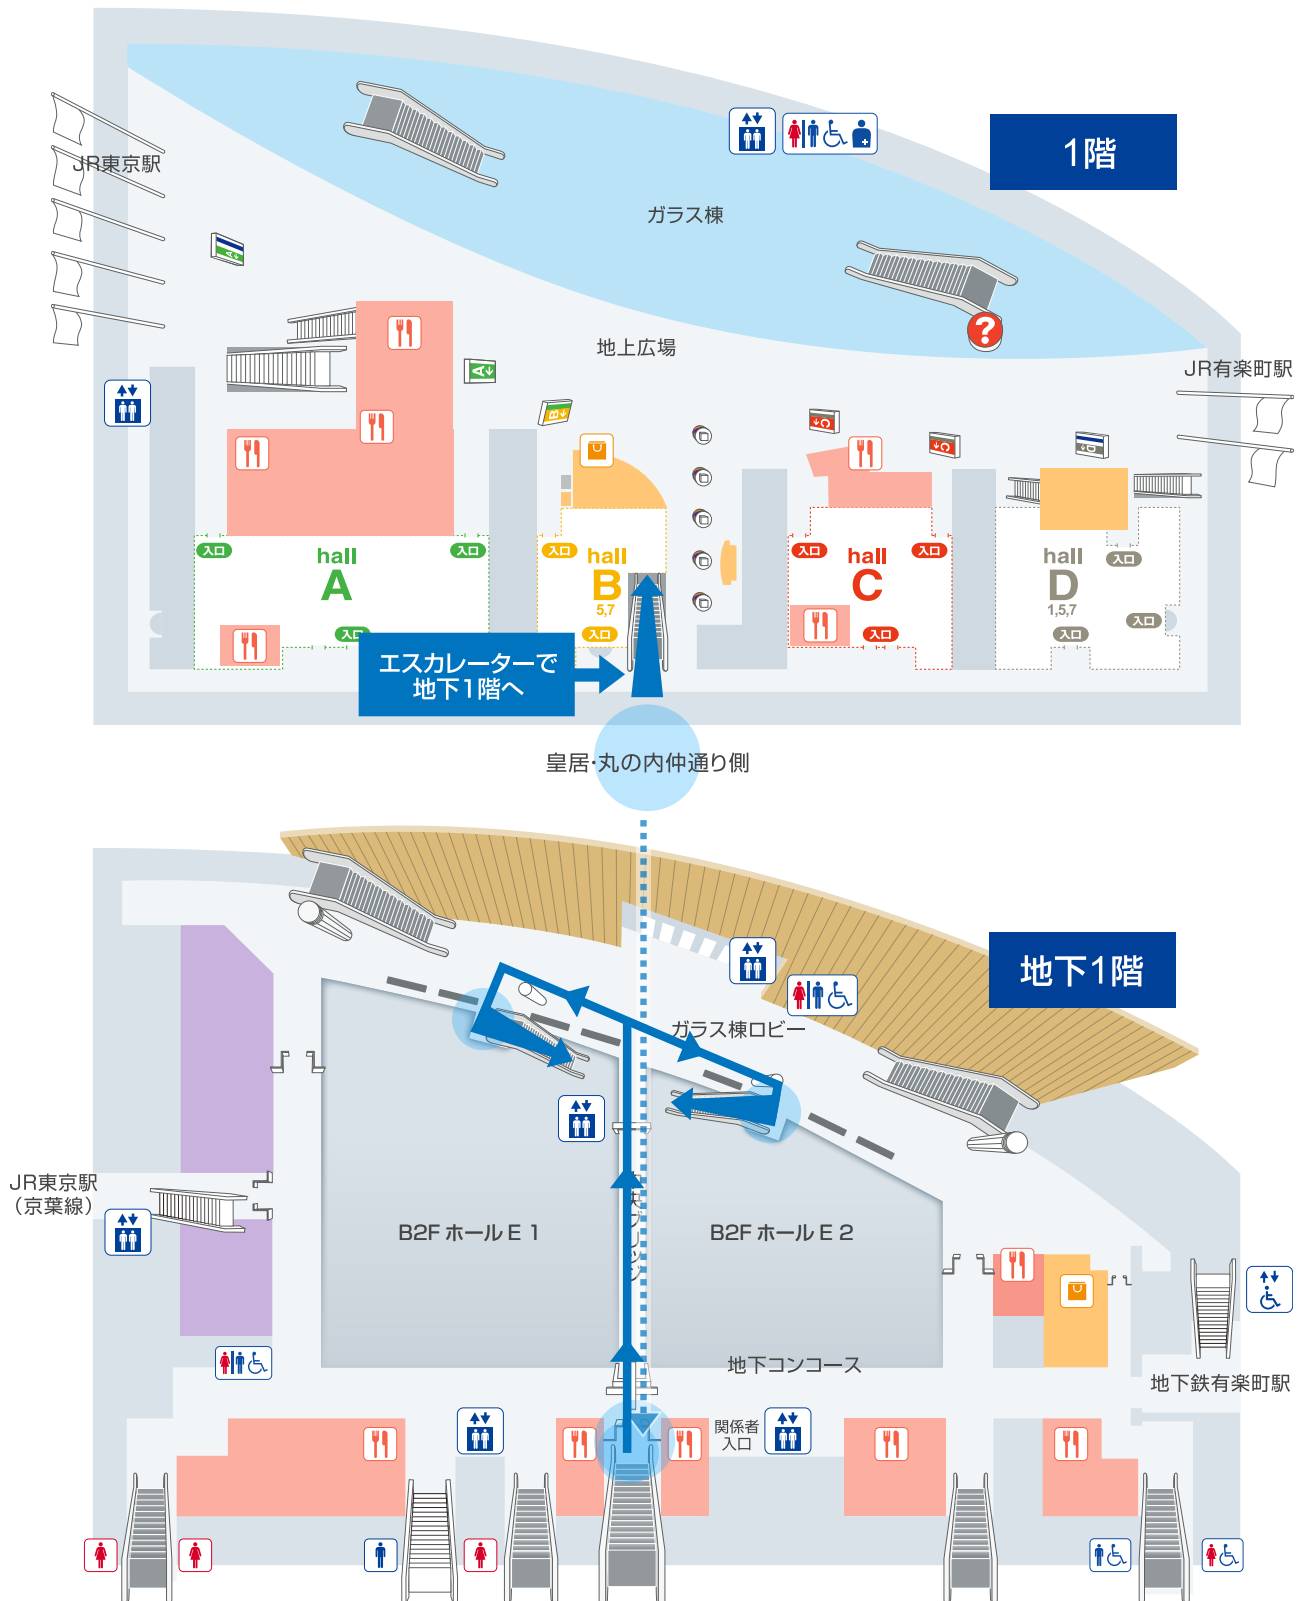 1階
JR東京駅
ガラス棟
A
地上広場
JR有楽町駅
A
B
C
C
D
入口
hall
A
入口
入口
入口
hall
B
5,7
入口
入口
hall
C
入口
入口
hall
D
1,5,7
入口
入口
入口
エスカレーターで
地下1階へ
皇居・丸の内仲通り側
地下1階
ガラス棟ロビー
JR東京駅
(京葉線)
B2F ホール E 1
ブリッジ
B2F ホール E 2
地下コンコース
地下鉄有楽町駅
関係者
入口